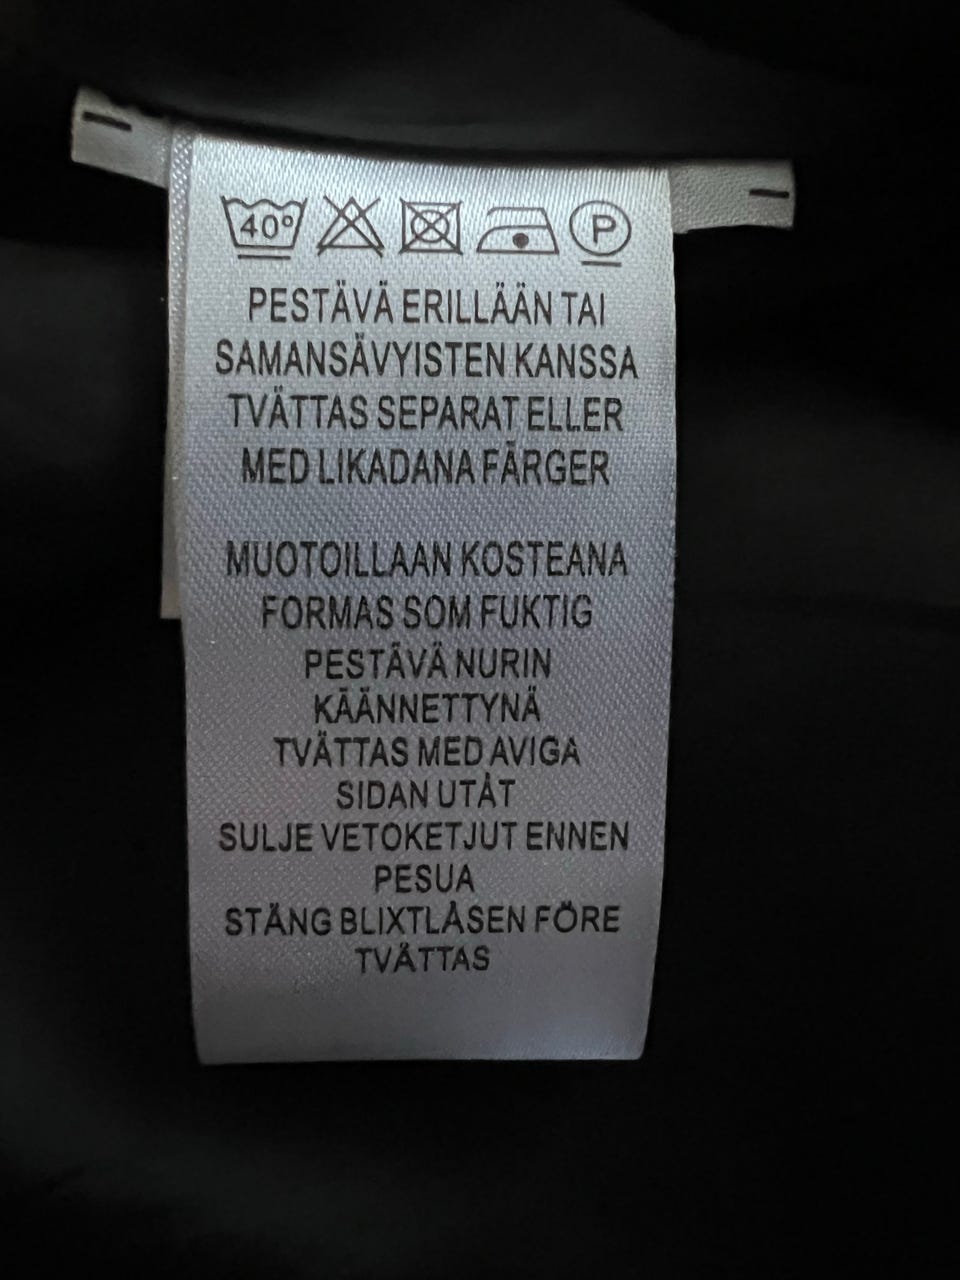 40°
P
PESTÄVÄ ERILLÄÄN TAI
SAMANSÄVYISTEN KANSSA
TVÄTTAS SEPARAT ELLER
MED LIKADANA FÄRGER
MUOTOILLAAN KOSTEANA
FORMAS SOM FUKTIG
PESTÄVÄ NURIN
KÄÄNNETTYNÄ
TVÄTTAS MED AVIGA
SIDAN UTÅT
SULJE VETOKETJUT ENNEN
PESUA
STÄNG BLIXTLÅSEN FÖRE
TVÄTTAS